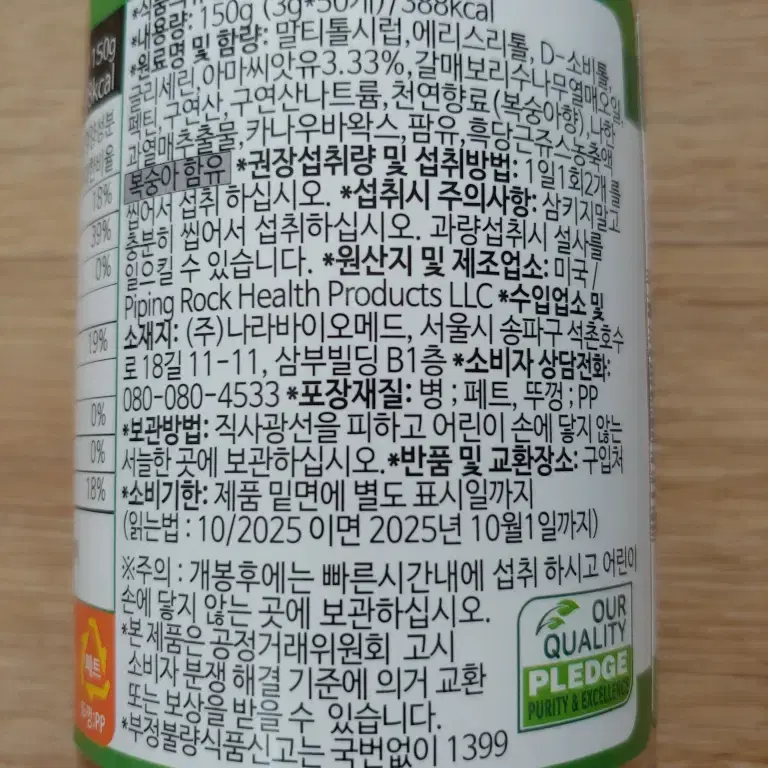 *내용량: 150g (3g*50개)/388kcal
*원료명 및 함량: 말티톨시럽, 에리스리톨, D-소비톨,
글리세린, 아마씨앗유3.33%, 갈매보리수나무열매오일,
펙틴, 구연산, 구연산나트륨, 천연향료(복숭아향), 나한
과열매추출물, 카나우바왁스, 팜유, 흑당근쥬스농축액
복숭아 함유 *권장섭취량 및 섭취방법: 1일1회2개를
씹어서 섭취 하십시오. *섭취시 주의사항: 삼키지말고
충분히 씹어서 섭취하십시오. 과량섭취시 설사를
일으킬 수 있습니다. *원산지 및 제조업소: 미국/
Piping Rock Health Products LLC *수입업소 및
소재지: (주)나라바이오메드, 서울시 송파구 석촌호수
로18길 11-11, 삼부빌딩 B1층 *소비자 상담전화:
080-080-4533 *포장재질: 병 ; 페트, 뚜껑 ; PP
*보관방법: 직사광선을 피하고 어린이 손에 닿지 않는
서늘한 곳에 보관하십시오. *반품 및 교환장소: 구입처
*소비기한: 제품 밑면에 별도 표시일까지
(읽는법 : 10/2025 이면 2025년 10월1일까지)
※주의 : 개봉후에는 빠른시간내에 섭취 하시고 어린이
손에 닿지 않는 곳에 보관하십시오.
*본 제품은 공정거래위원회 고시
소비자 분쟁 해결 기준에 의거 교환
또는 보상을 받을 수 있습니다.
*부정불량식품신고는 국번없이 1399
OUR
QUALITY
PLEDGE
PURITY & EXCELLENCE
150g
kcal
18%
39%
0%
19%
0%
0%
18%
페트
PP